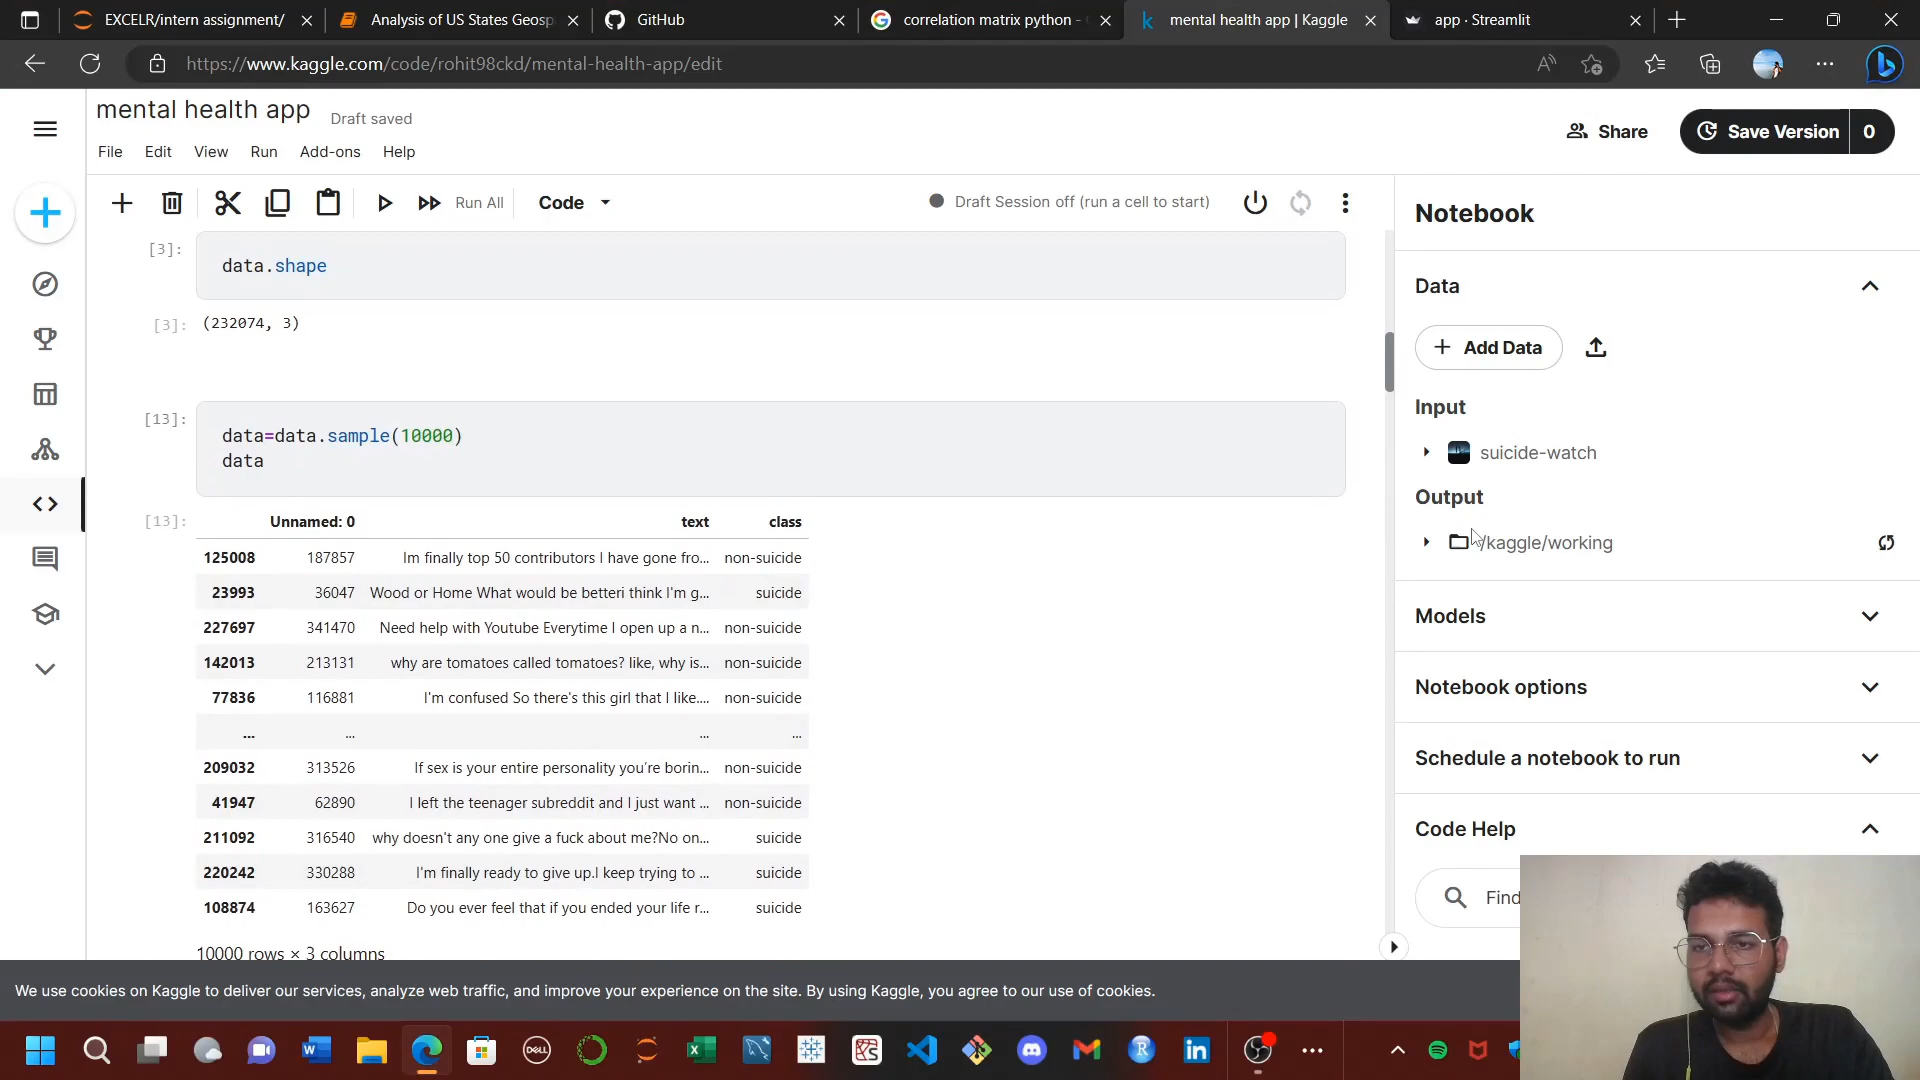 EXCELR/intern assignment/
Analysis of US States Geosp
GitHub
correlation matrix python -
mental health app | Kaggle
app · Streamlit
https://www.kaggle.com/code/rohit98ckd/mental-health-app/edit
mental health app
Draft saved
File Edit View Run Add-ons Help
Share
Save Version 0
Run All
Code
Draft Session off (run a cell to start)
[3]:
data.shape
[3]:
(232074, 3)
[13]:
data=data.sample(10000)
data
[13]:
Unnamed: 0 text class
125008 187857 Im finally top 50 contributors I have gone fro... non-suicide
23993 36047 Wood or Home What would be betteri think I'm g... suicide
227697 341470 Need help with Youtube Everytime I open up a n... non-suicide
142013 213131 why are tomatoes called tomatoes? like, why is... non-suicide
77836 116881 I'm confused So there's this girl that I like.... non-suicide
... ... ... ...
209032 313526 If sex is your entire personality you’re borin... non-suicide
41947 62890 I left the teenager subreddit and I just want ... non-suicide
211092 316540 why doesn't any one give a fuck about me?No on... suicide
220242 330288 I'm finally ready to give up.I keep trying to ... suicide
108874 163627 Do you ever feel that if you ended your life r... suicide
10000 rows × 3 columns
Notebook
Data
Add Data
Input
suicide-watch
Output
/kaggle/working
Models
Notebook options
Schedule a notebook to run
Code Help
Find
We use cookies on Kaggle to deliver our services, analyze web traffic, and improve your experience on the site. By using Kaggle, you agree to our use of cookies.